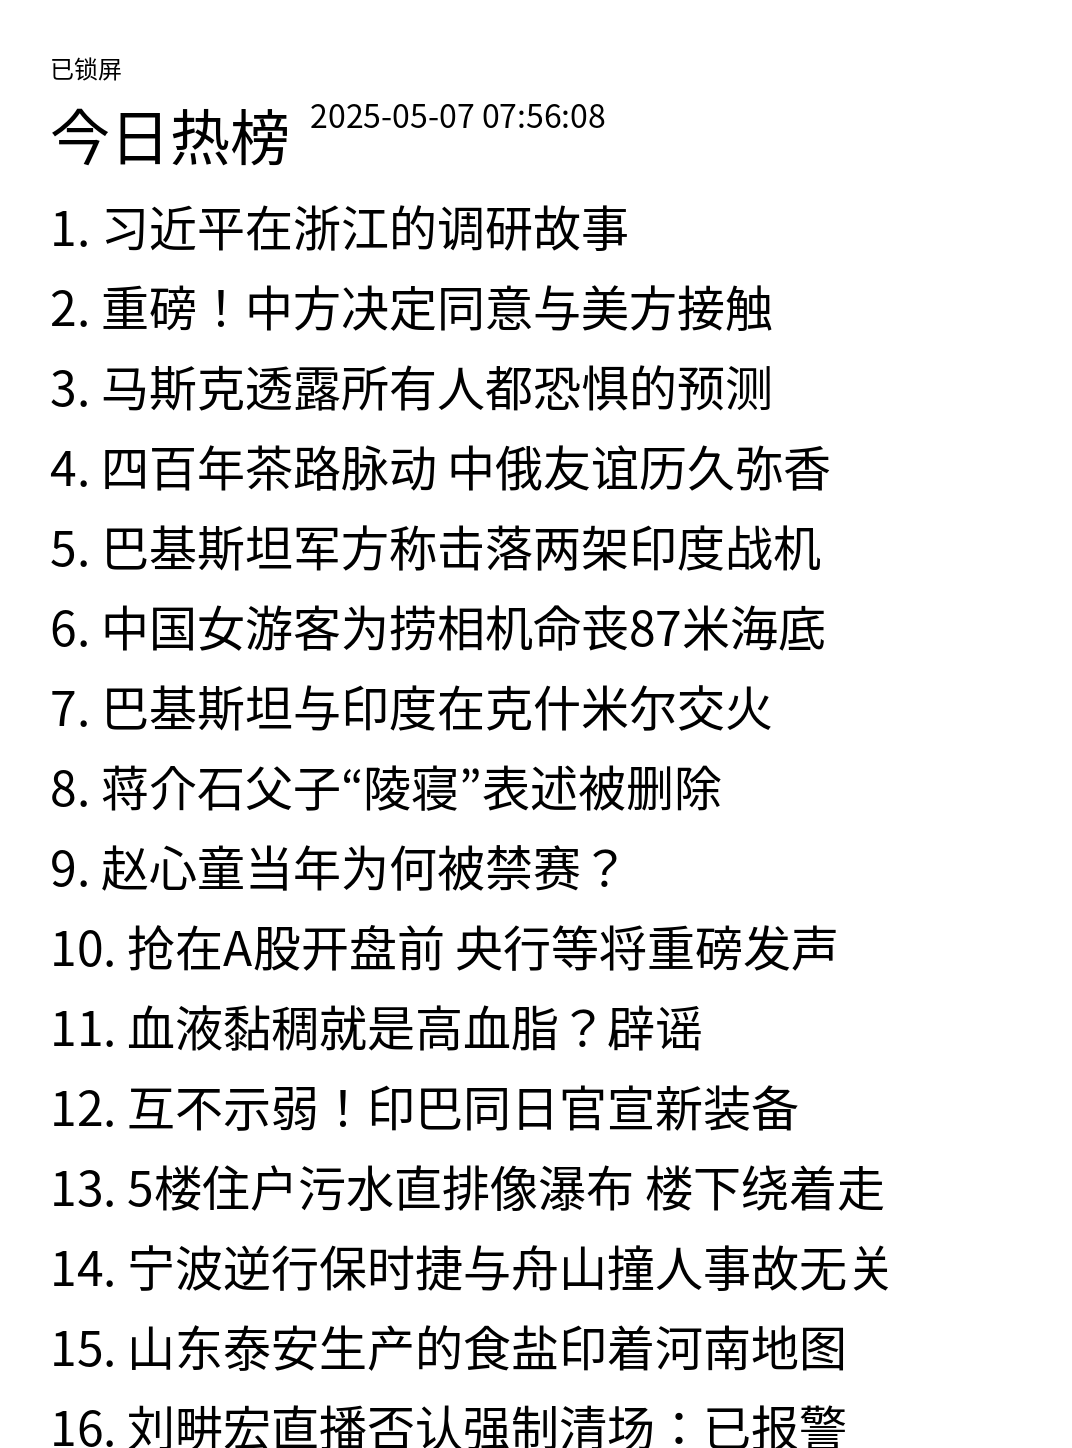 已锁屏
今日热榜 2025-05-07 07:56:08
1. 习近平在浙江的调研故事
2. 重磅！中方决定同意与美方接触
3. 马斯克透露所有人都恐惧的预测
4. 四百年茶路脉动 中俄友谊历久弥香
5. 巴基斯坦军方称击落两架印度战机
6. 中国女游客为捞相机命丧87米海底
7. 巴基斯坦与印度在克什米尔交火
8. 蒋介石父子“陵寝”表述被删除
9. 赵心童当年为何被禁赛？
10. 抢在A股开盘前 央行等将重磅发声
11. 血液黏稠就是高血脂？辟谣
12. 互不示弱！印巴同日官宣新装备
13. 5楼住户污水直排像瀑布 楼下绕着走
14. 宁波逆行保时捷与舟山撞人事故无关
15. 山东泰安生产的食盐印着河南地图
16. 刘畊宏直播否认强制清场：已报警